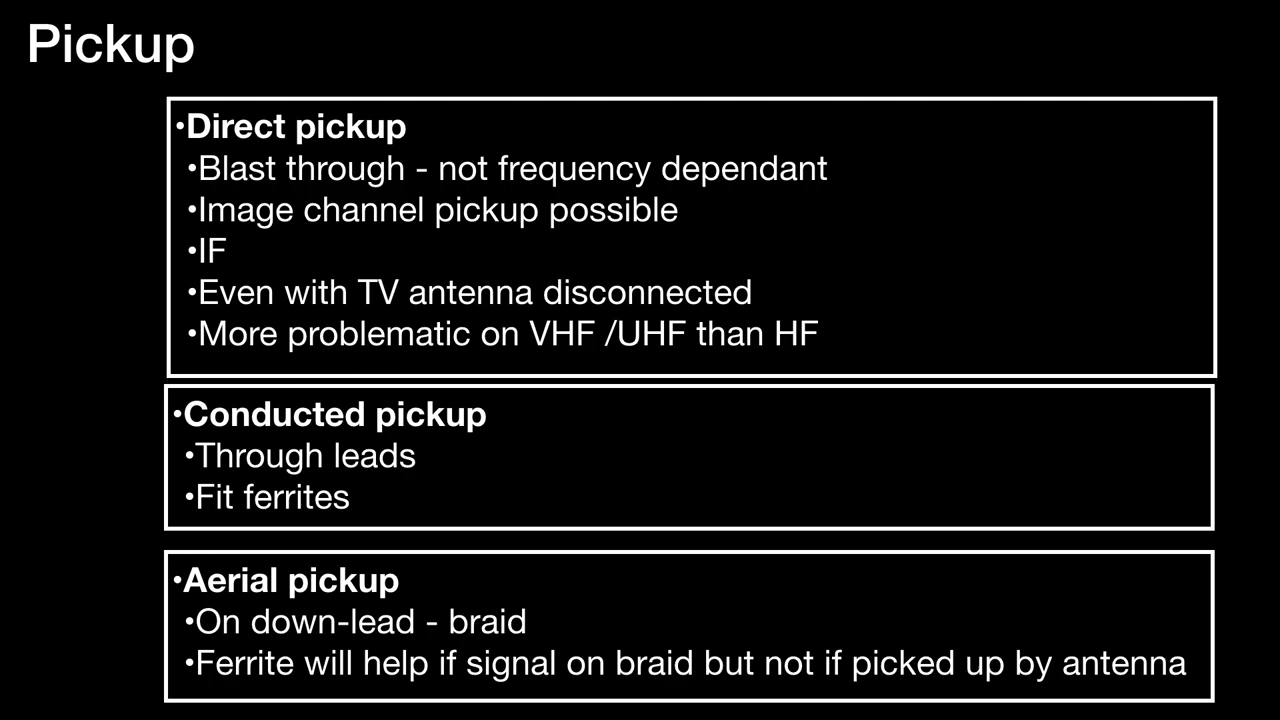 Pickup
•Direct pickup
•Blast through - not frequency dependant
•Image channel pickup possible
•IF
•Even with TV antenna disconnected
•More problematic on VHF /UHF than HF
•Conducted pickup
•Through leads
•Fit ferrites
•Aerial pickup
•On down-lead - braid
•Ferrite will help if signal on braid but not if picked up by antenna